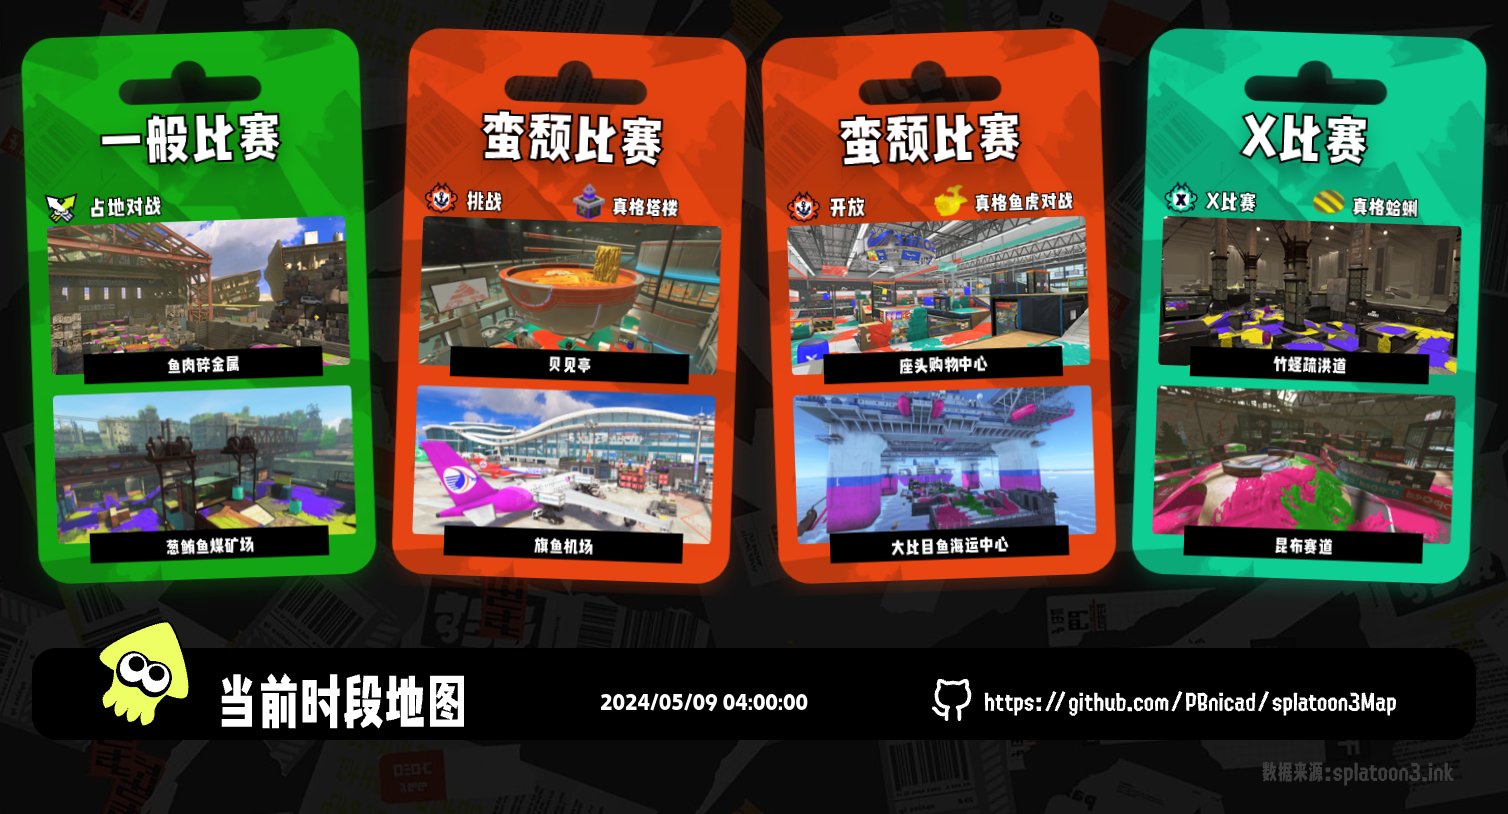 一般比赛
占地对战
鱼肉碎金属
葱鲔鱼煤矿场
蛮颓比赛
挑战
真格塔楼
贝见亭
旗鱼机场
蛮颓比赛
开放
真格鱼虎对战
座头购物中心
大比目鱼海运中心
X比赛
X比赛
真格蛤蜊
竹蛏疏洪道
昆布赛道
当前时段地图
2024/05/09 04:00:00
https://github.com/PBnicad/splatoon3Map
数据来源:splatoon3.ink